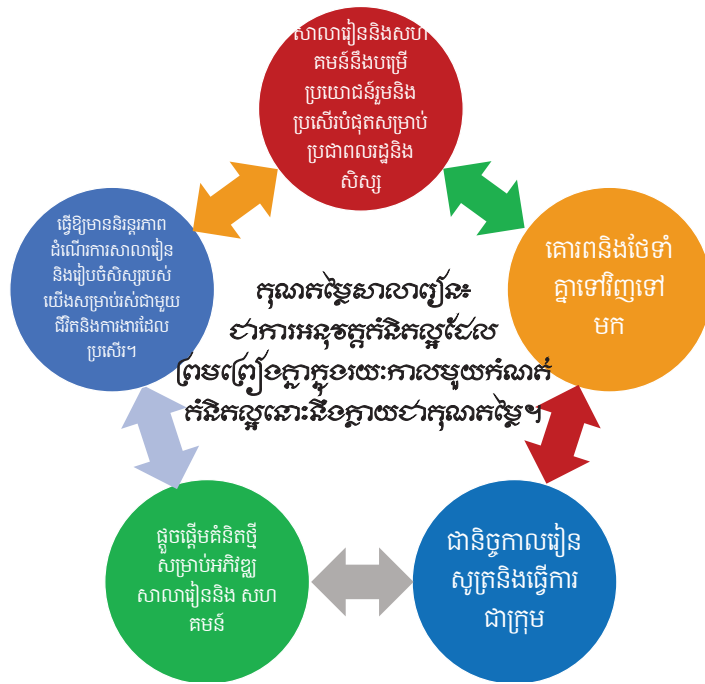 សាលារៀននិងសហ
គមន៍នឹងបម្រើ
ប្រយោជន៍រួមនិង
ប្រសើរបំផុតសម្រាប់
ប្រជាពលរដ្ឋនិង
សិស្ស
គោរពនិងថែទាំ
គ្នាទៅវិញទៅ
មក
ជានិច្ចកាលរៀន
សូត្រនិងធ្វើការ
ជាក្រុម
ផ្តួចផ្តើមគំនិតថ្មី
សម្រាប់អភិវឌ្ឍ
សាលារៀននិង សហ
គមន៍
ធ្វើឱ្យមាននិរន្តរភាព
ដំណើរការសាលារៀន
និងរៀបចំសិស្សរបស់
យើងសម្រាប់រស់ជាមួយ
ជីវិតនិងការងារដែល
ប្រសើរ។
គុណតម្លៃសាលារៀន៖
ជាការអនុវត្តគំនិតល្អដែល
ព្រមព្រៀងគ្នាក្នុងរយៈកាលមួយកំណត់
គំនិតល្អនោះនឹងក្លាយជាគុណតម្លៃ។